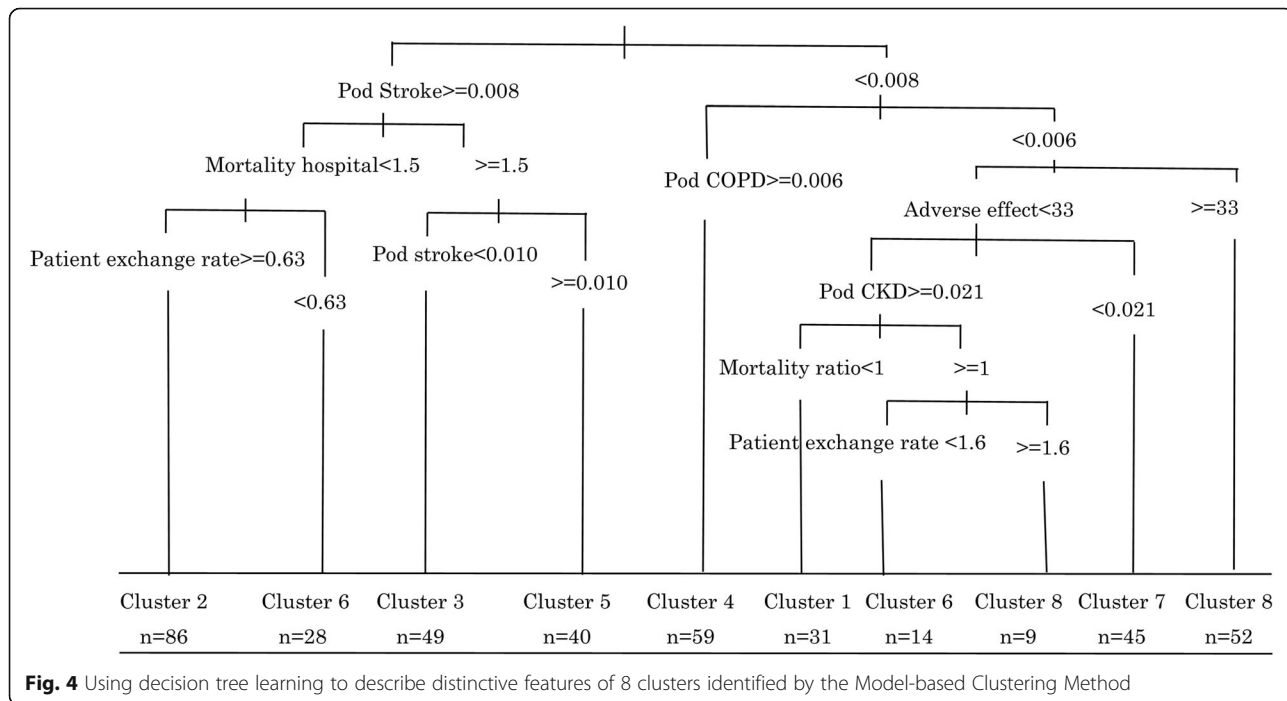 Pod Stroke>=0.008
<0.008
Mortality hospital<1.5
>=1.5
Pod COPD>=0.006
<0.006
Patient exchange rate>=0.63
<0.63
Pod stroke<0.010
>=0.010
Adverse effect<33
>=33
Pod CKD>=0.021
<0.021
Mortality ratio<1
>=1
Patient exchange rate <1.6
>=1.6
Cluster 2 Cluster 6 Cluster 3 Cluster 5 Cluster 4 Cluster 1 Cluster 6 Cluster 8 Cluster 7 Cluster 8
n=86 n=28 n=49 n=40 n=59 n=31 n=14 n=9 n=45 n=52
Fig. 4 Using decision tree learning to describe distinctive features of 8 clusters identified by the Model-based Clustering Method